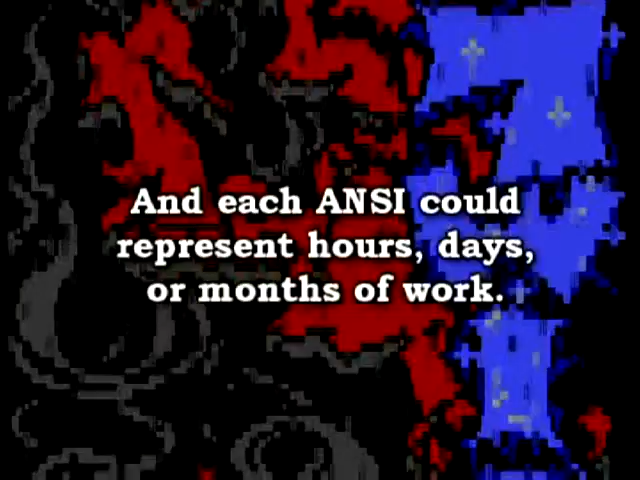 And each ANSI could
represent hours, days,
or months of work.